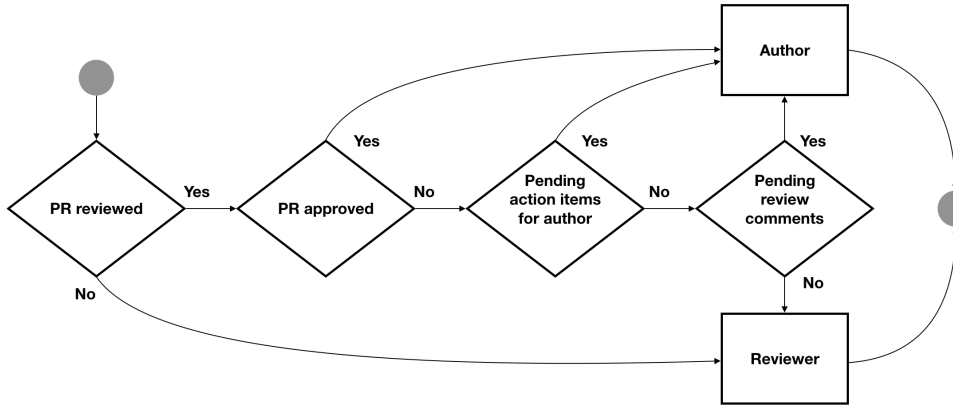 Author
Yes
Yes
Yes
PR reviewed
Yes
PR approved
No
Pending
action items
for author
No
Pending
review
comments
No
No
Reviewer